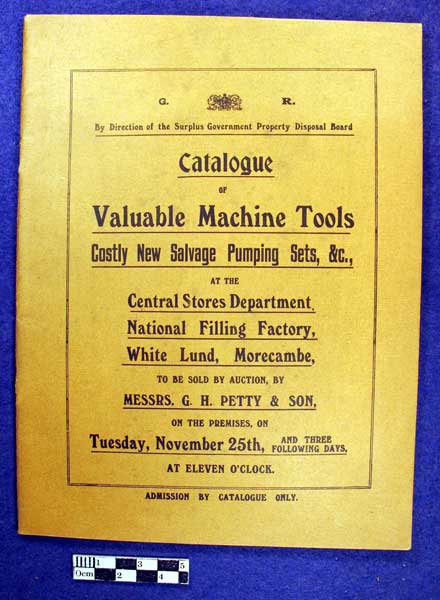 G. R.
By Direction of the Surplus Government Property Disposal Board
Catalogue
OF
Valuable Machine Tools
Costly New Salvage Pumping Sets, &c.,
AT THE
Central Stores Department,
National Filling Factory,
White Lund, Morecambe,
TO BE SOLD BY AUCTION, BY
MESSRS. G. H. PETTY & SON,
ON THE PREMISES, ON
Tuesday, November 25th, AND THREE FOLLOWING DAYS,
AT ELEVEN O'CLOCK.
ADMISSION BY CATALOGUE ONLY.
1 3 5
0cm 2 4